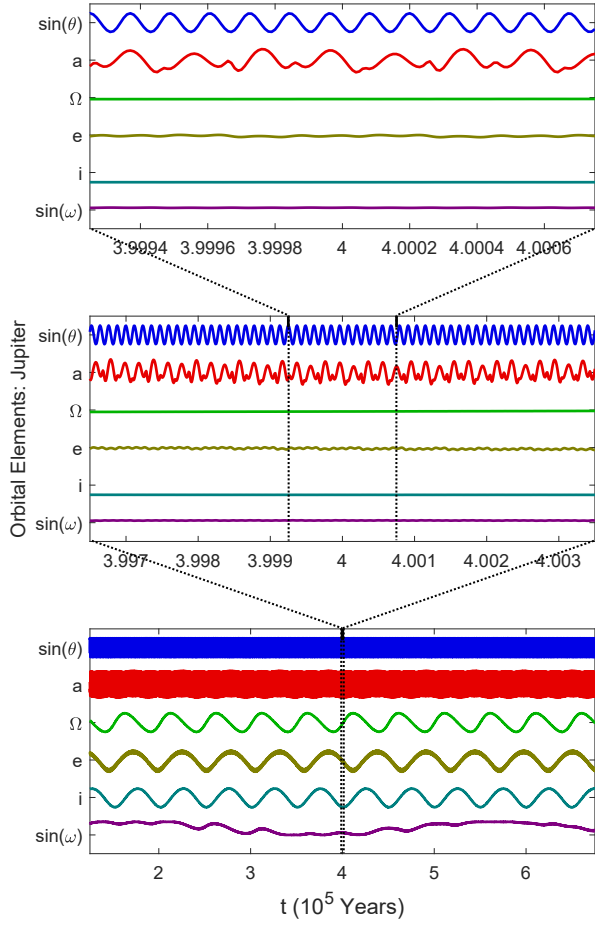 sin(θ)
a
Ω
e
i
sin(ω)
3.9994 3.9996 3.9998 4 4.0002 4.0004 4.0006
Orbital Elements: Jupiter
sin(θ)
a
Ω
e
i
sin(ω)
3.997 3.998 3.999 4 4.001 4.002 4.003
sin(θ)
a
Ω
e
i
sin(ω)
2 3 4 5 6
t (10⁵ Years)